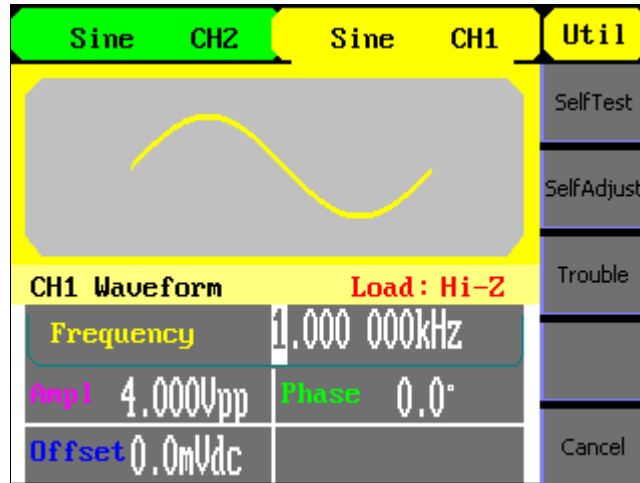 Sine CH2 Sine CH1 Util
SelfTest
SelfAdjust
Trouble
Cancel
CH1 Waveform Load: Hi-Z
Frequency 1.000 000kHz
Ampl 4.000Vpp Phase 0.0°
Offset 0.0mVdc